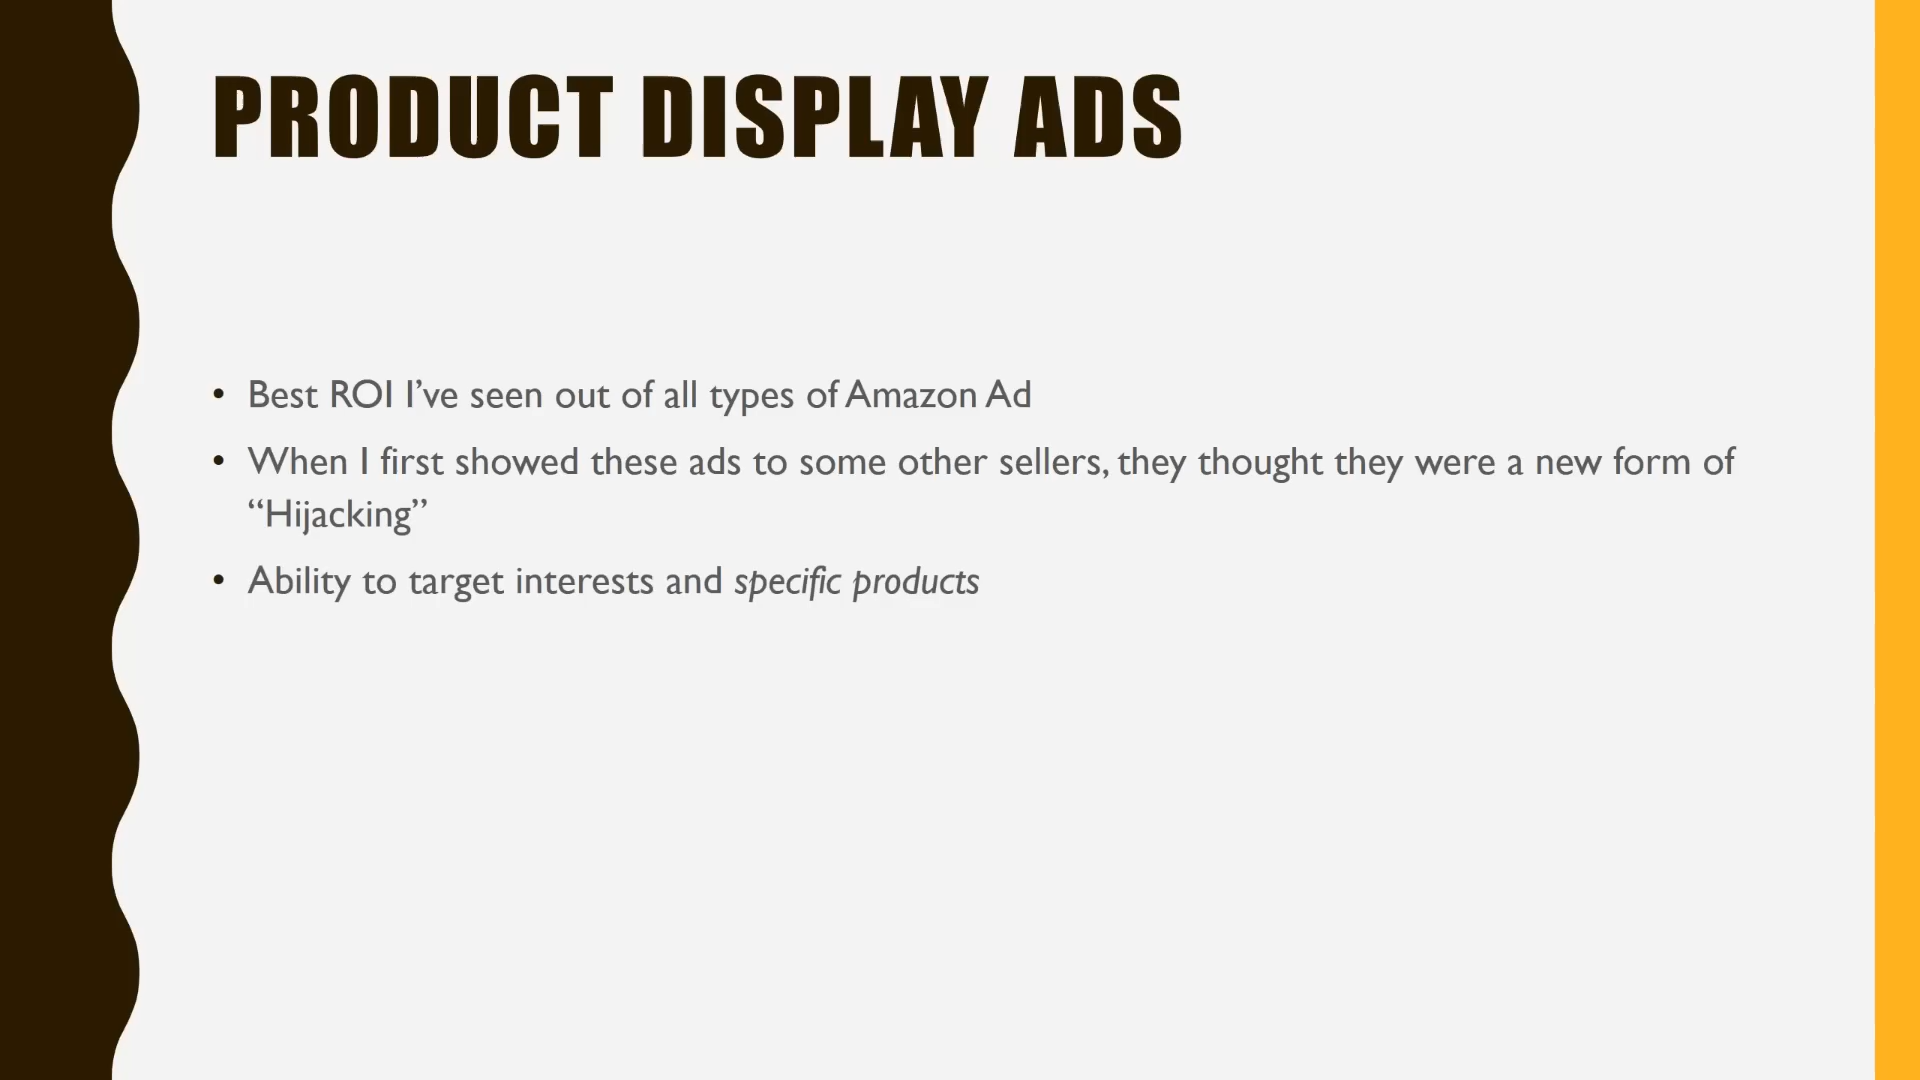 PRODUCT DISPLAY ADS
• Best ROI I’ve seen out of all types of Amazon Ad
• When I first showed these ads to some other sellers, they thought they were a new form of
“Hijacking”
• Ability to target interests and specific products